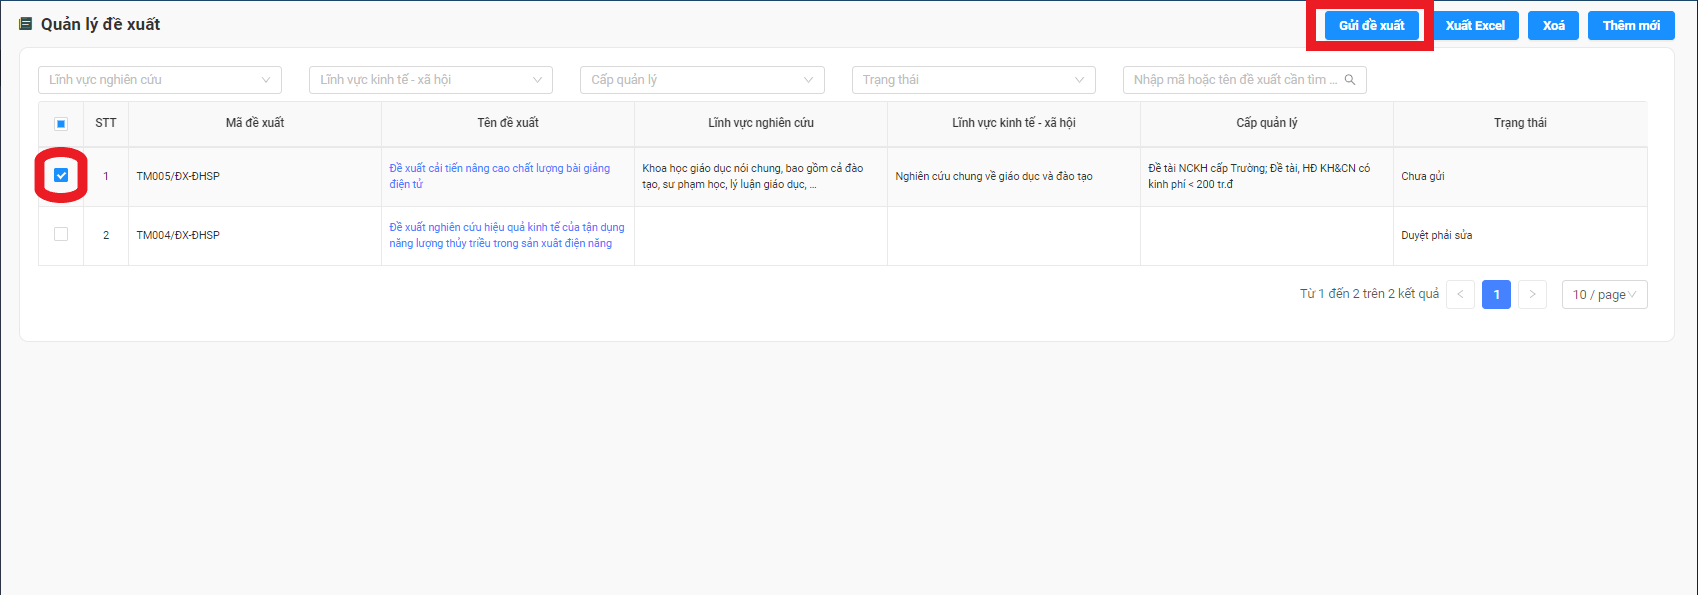 Quản lý đề xuất
Gửi đề xuất
Xuất Excel
Xoá
Thêm mới
Lĩnh vực nghiên cứu
Lĩnh vực kinh tế - xã hội
Cấp quản lý
Trạng thái
Nhập mã hoặc tên đề xuất cần tìm ...
STT
Mã đề xuất
Tên đề xuất
Lĩnh vực nghiên cứu
Lĩnh vực kinh tế - xã hội
Cấp quản lý
Trạng thái
1
TM005/ĐX-ĐHSP
Đề xuất cải tiến nâng cao chất lượng bài giảng
điện tử
Khoa học giáo dục nói chung, bao gồm cả đào
tạo, sư phạm học, lý luận giáo dục, ...
Nghiên cứu chung về giáo dục và đào tạo
Đề tài NCKH cấp Trường; Đề tài, HĐ KH&CN có
kinh phí < 200 tr.đ
Chưa gửi
2
TM004/ĐX-ĐHSP
Đề xuất nghiên cứu hiệu quả kinh tế của tận dụng
năng lượng thủy triều trong sản xuất điện năng
Duyệt phải sửa
Từ 1 đến 2 trên 2 kết quả
<
1
>
10 / page